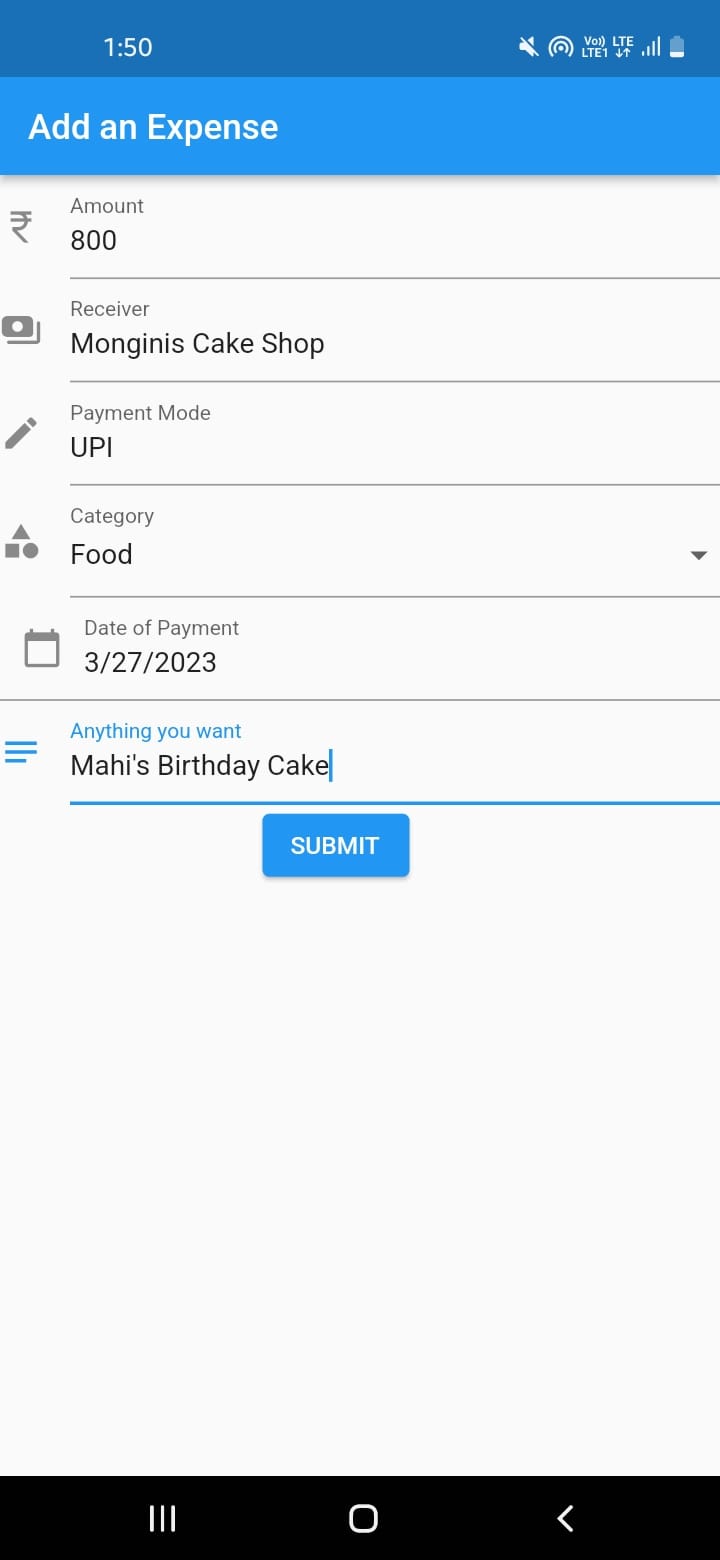 1:50
Vo)) LTE
LTE1
Add an Expense
₹
Amount
800
Receiver
Monginis Cake Shop
Payment Mode
UPI
Category
Food
Date of Payment
3/27/2023
Anything you want
Mahi's Birthday Cake
SUBMIT